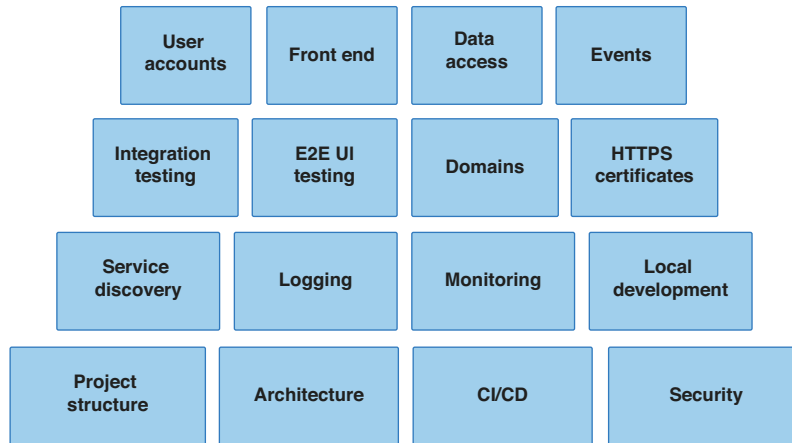 User
accounts
Front end
Data
access
Events
Integration
testing
E2E UI
testing
Domains
HTTPS
certificates
Service
discovery
Logging
Monitoring
Local
development
Project
structure
Architecture
CI/CD
Security